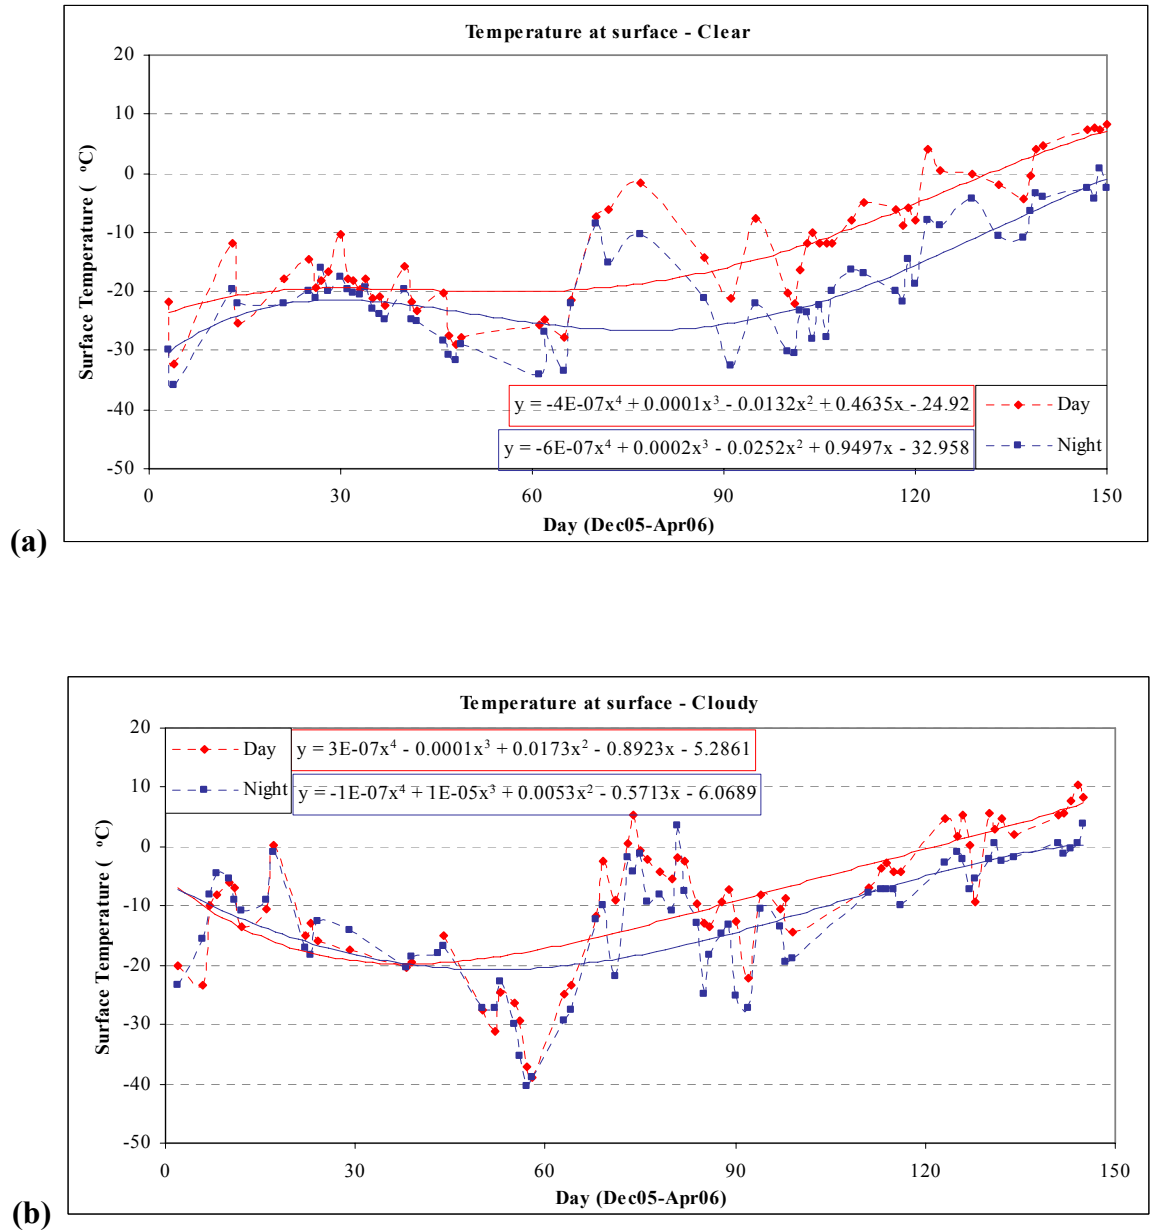 Temperature at surface - Clear
20
10
0
-10
-20
-30
-40
-50
Surface Temperature ( °C)
y = -4E-07x⁴ + 0.0001x³ - 0.0132x² + 0.4635x - 24.92
y = -6E-07x⁴ + 0.0002x³ - 0.0252x² + 0.9497x - 32.958
Day
Night
0 30 60 90 120 150
Day (Dec05-Apr06)
(a)
Temperature at surface - Cloudy
20
10
0
-10
-20
-30
-40
-50
Surface Temperature ( °C)
Day
Night
y = 3E-07x⁴ - 0.0001x³ + 0.0173x² - 0.8923x - 5.2861
y = -1E-07x⁴ + 1E-05x³ + 0.0053x² - 0.5713x - 6.0689
0 30 60 90 120 150
Day (Dec05-Apr06)
(b)